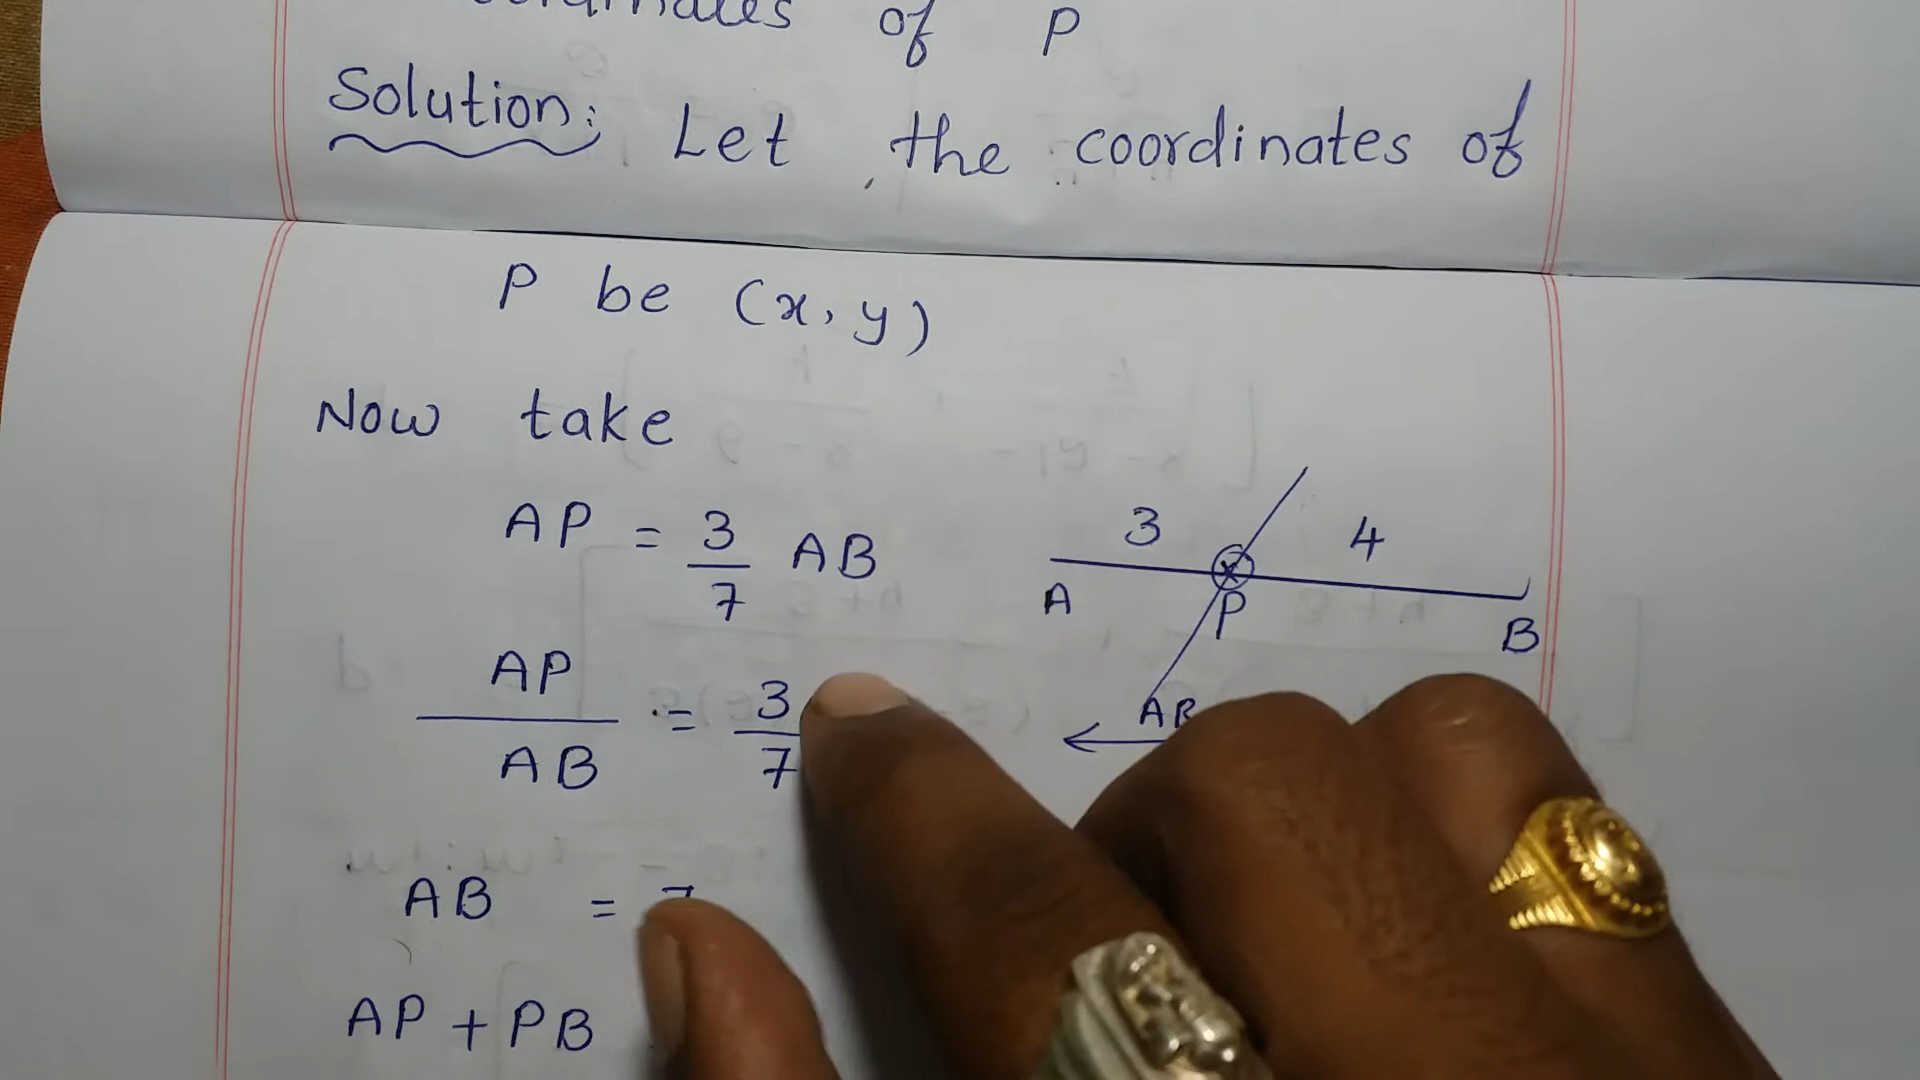 of P
Solution: Let the coordinates of
P be (x, y)
Now take
AP = 3/7 AB
3 4
A P B
AP/AB = 3/7
AB
AB = 7
AP + PB